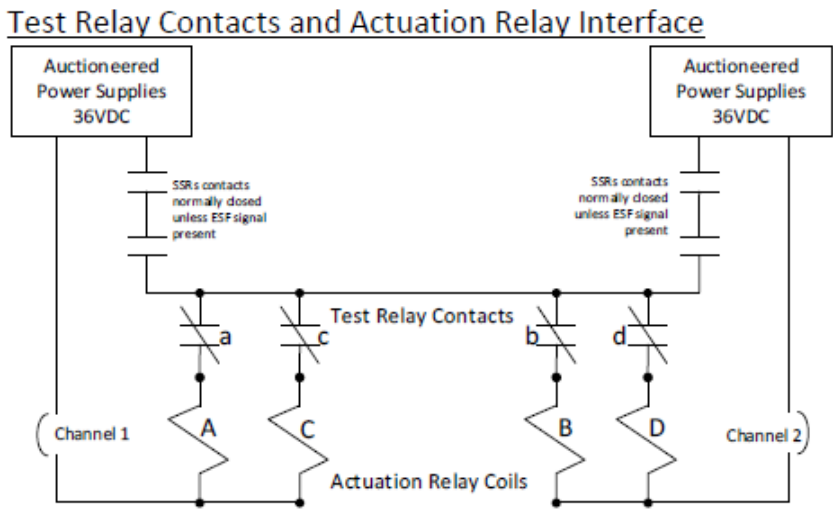 Test Relay Contacts and Actuation Relay Interface
Auctioneered
Power Supplies
36VDC
Auctioneered
Power Supplies
36VDC
SSRs contacts
normally closed
unless ESF signal
present
SSRs contacts
normally closed
unless ESF signal
present
Test Relay Contacts
a
c
b
d
A
C
B
D
Channel 1
Channel 2
Actuation Relay Coils